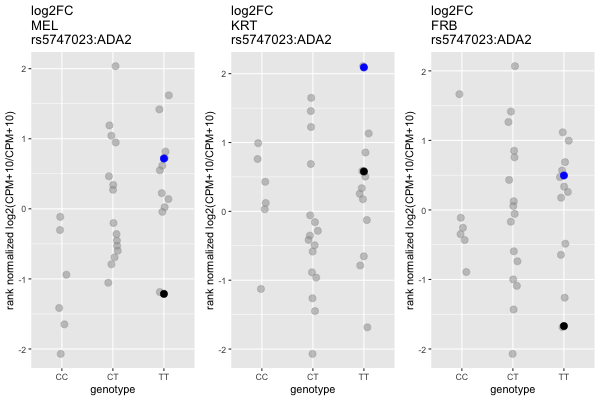 log2FC
MEL
rs5747023:ADA2
rank normalized log2(CPM+10/CPM+10)
2
1
0
-1
-2
CC
CT
TT
genotype
log2FC
KRT
rs5747023:ADA2
rank normalized log2(CPM+10/CPM+10)
2
1
0
-1
-2
CC
CT
TT
genotype
log2FC
FRB
rs5747023:ADA2
rank normalized log2(CPM+10/CPM+10)
2
1
0
-1
-2
CC
CT
TT
genotype